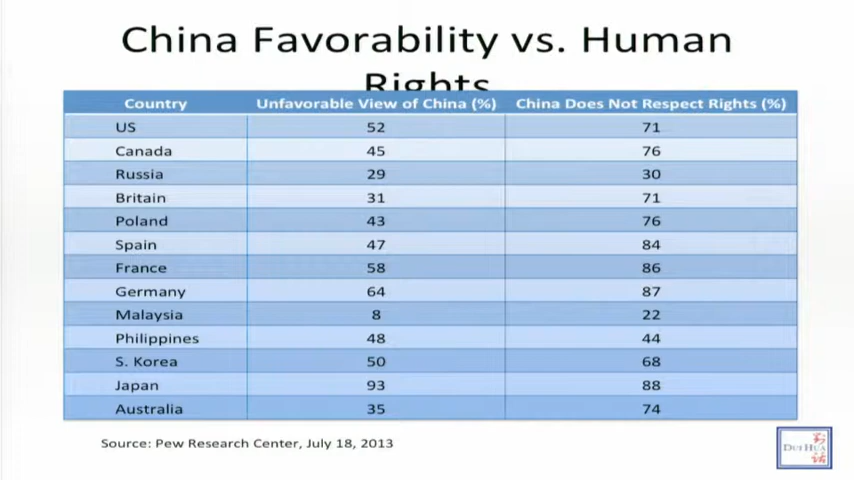 China Favorability vs. Human
Rights
Country Unfavorable View of China (%) China Does Not Respect Rights (%)
US 52 71
Canada 45 76
Russia 29 30
Britain 31 71
Poland 43 76
Spain 47 84
France 58 86
Germany 64 87
Malaysia 8 22
Philippines 48 44
S. Korea 50 68
Japan 93 88
Australia 35 74
Source: Pew Research Center, July 18, 2013
DUI HUA